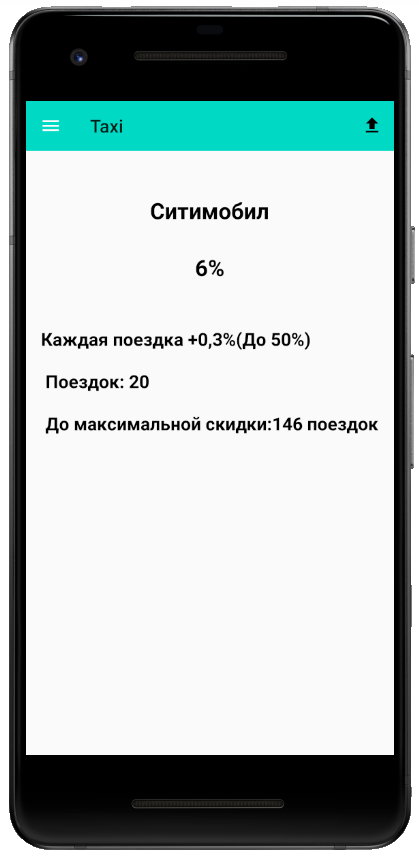 Taxi
Ситимобил
6%
Каждая поездка +0,3%(До 50%)
Поездок: 20
До максимальной скидки:146 поездок